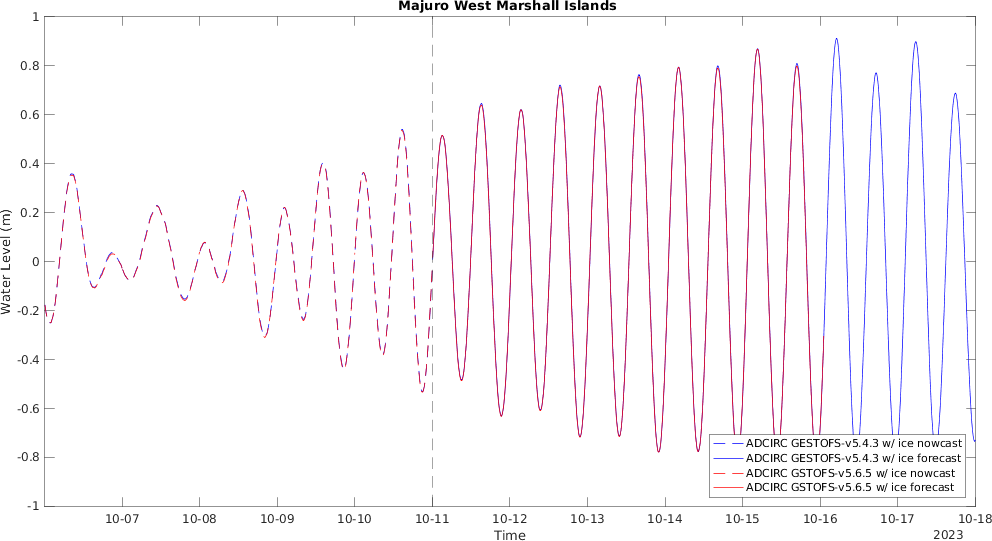 Majuro West Marshall Islands
Water Level (m)
1
0.8
0.6
0.4
0.2
0
-0.2
-0.4
-0.6
-0.8
-1
ADCIRC GESTOFS-v5.4.3 w/ ice nowcast
ADCIRC GESTOFS-v5.4.3 w/ ice forecast
ADCIRC GSTOFS-v5.6.5 w/ ice nowcast
ADCIRC GSTOFS-v5.6.5 w/ ice forecast
10-07 10-08 10-09 10-10 10-11 10-12 10-13 10-14 10-15 10-16 10-17 10-18
Time
2023